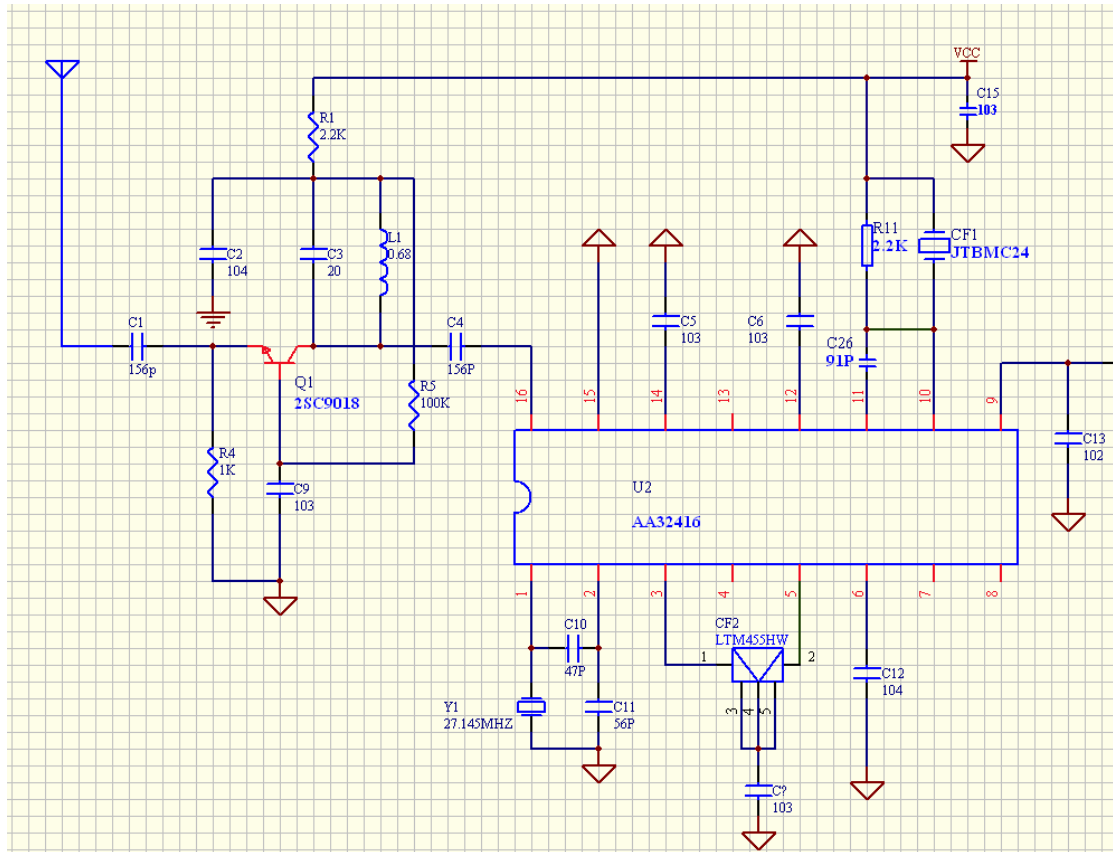 VCC
C15
103
R1
2.2K
C2
104
C3
20
L1
0.68
R11
2.2K
CF1
JTBMC24
C1
156p
C4
156P
C5
103
C6
103
C26
91P
Q1
2SC9018
R5
100K
16
15
14
13
12
11
10
9
R4
1K
C9
103
C13
102
U2
AA32416
1
2
3
4
5
6
7
8
C10
47P
CF2
LTM455HW
1
2
3
4
5
Y1
27.145MHZ
C11
56P
C12
104
C?
103